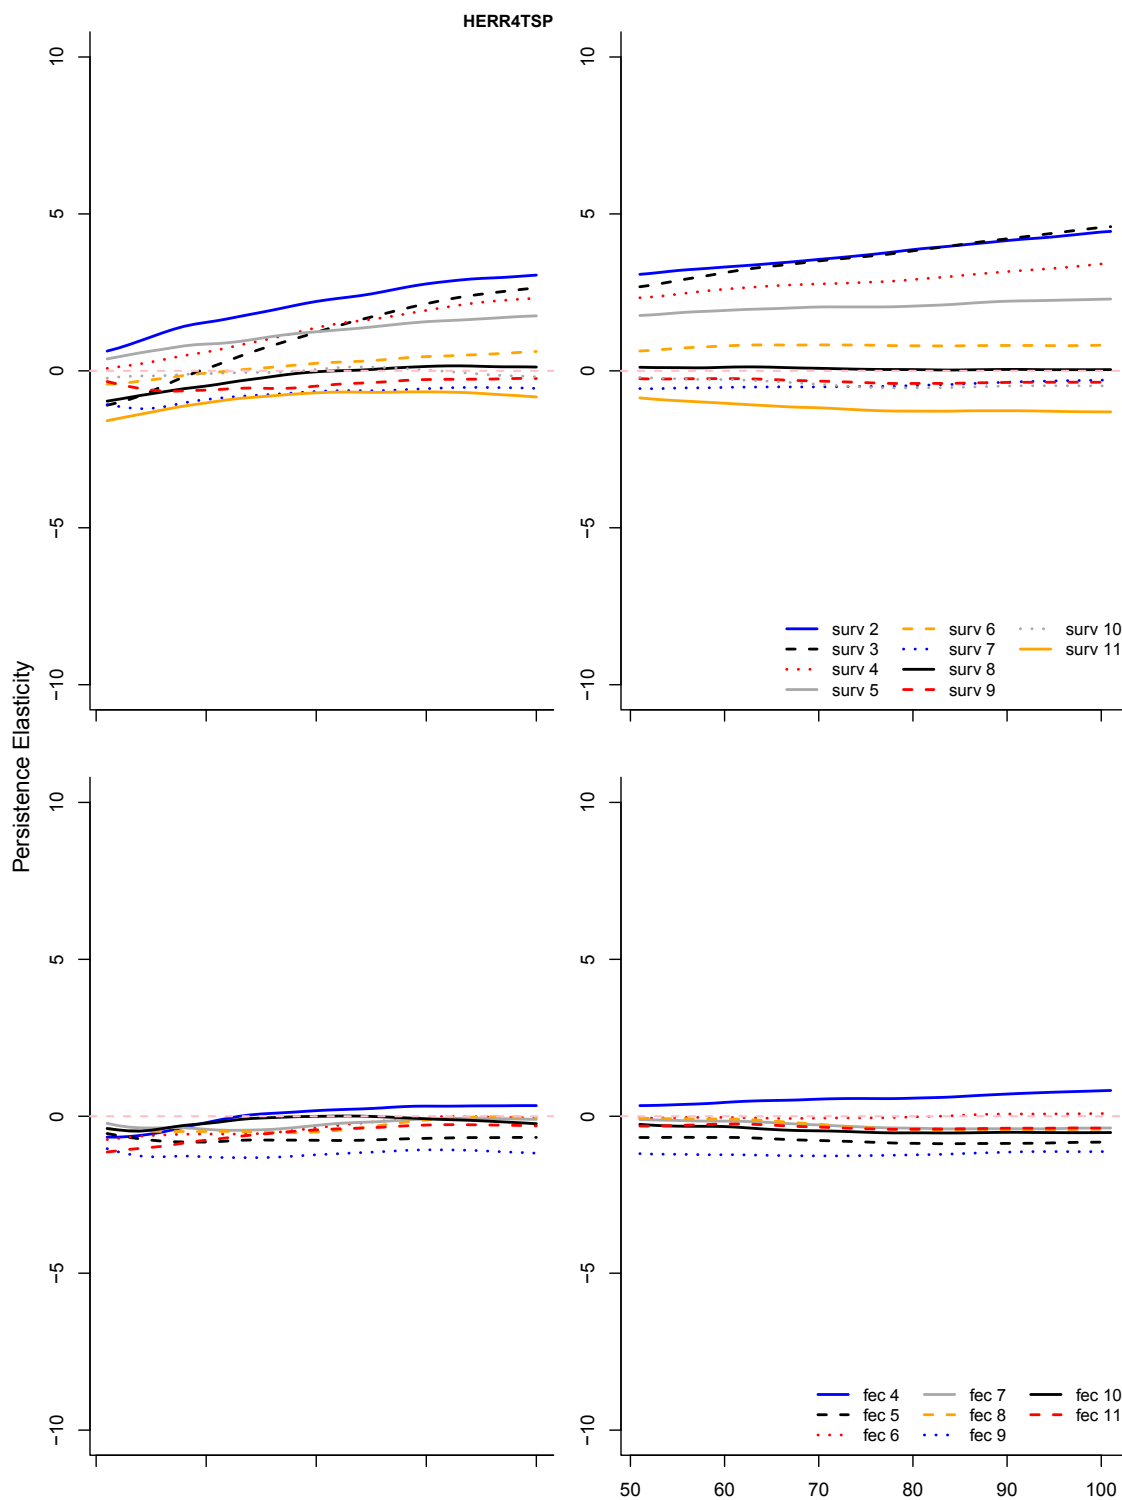 HERR4TSP
Persistence Elasticity
10
5
0
−5
−10
10
5
0
−5
−10
surv 2
surv 3
surv 4
surv 5
surv 6
surv 7
surv 8
surv 9
surv 10
surv 11
10
5
0
−5
−10
10
5
0
−5
−10
fec 4
fec 5
fec 6
fec 7
fec 8
fec 9
fec 10
fec 11
50 60 70 80 90 100